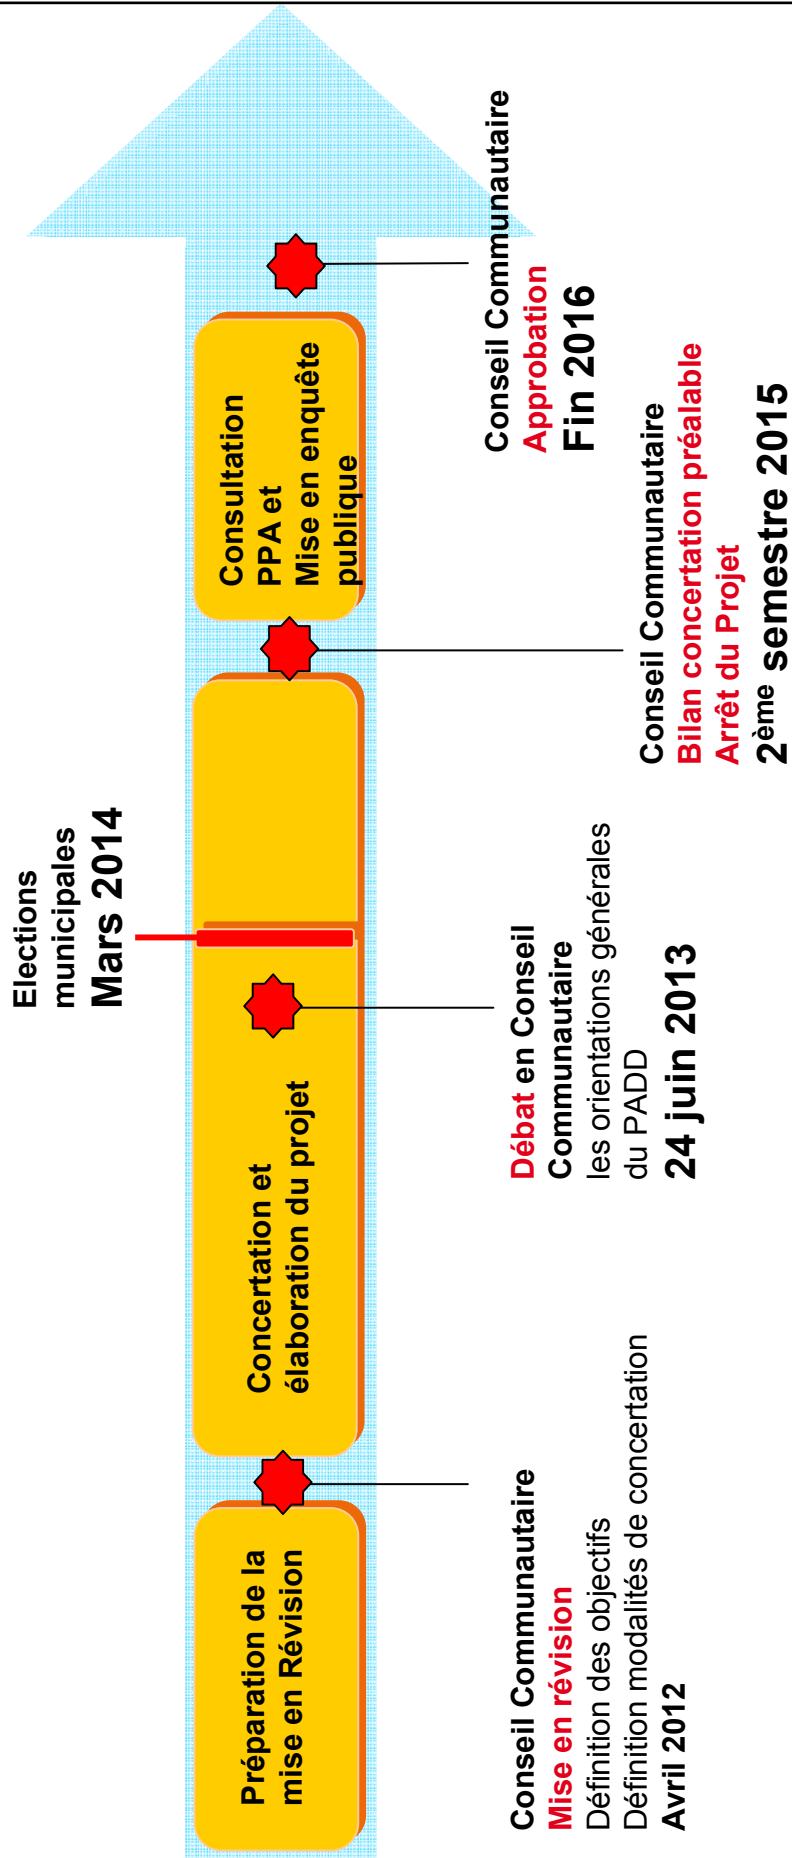 Elections
municipales
Mars 2014
Préparation de la
mise en Révision
Concertation et
élaboration du projet
Consultation
PPA et
Mise en enquête
publique
Conseil Communautaire
Mise en révision
Définition des objectifs
Définition modalités de concertation
Avril 2012
Débat en Conseil
Communautaire
les orientations générales
du PADD
24 juin 2013
Conseil Communautaire
Bilan concertation préalable
Arrêt du Projet
2ème semestre 2015
Conseil Communautaire
Approbation
Fin 2016